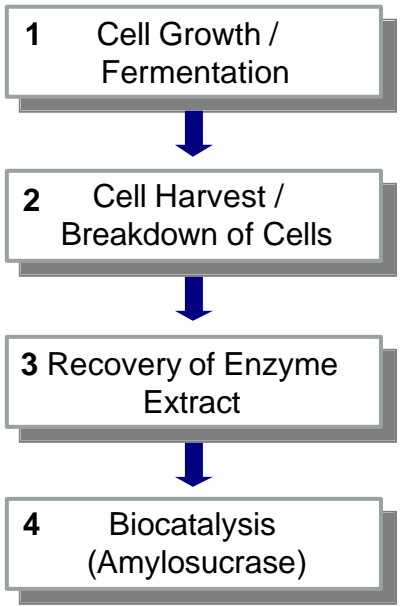 1 Cell Growth /
Fermentation
2 Cell Harvest /
Breakdown of Cells
3 Recovery of Enzyme
Extract
4 Biocatalysis
(Amylosucrase)